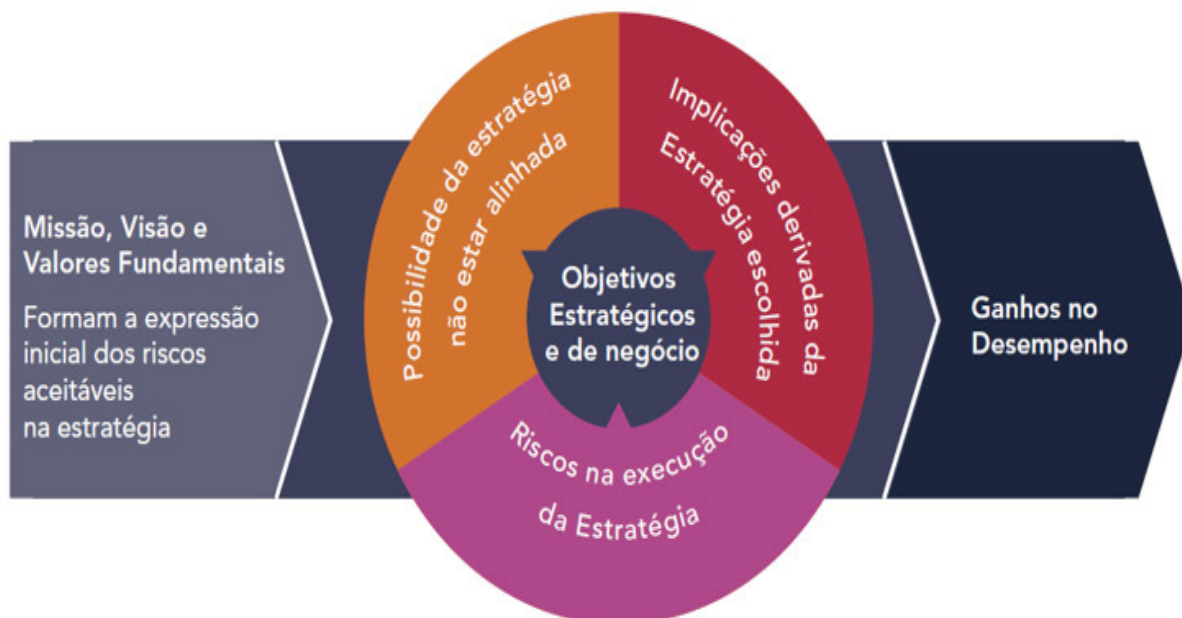 Missão, Visão e
Valores Fundamentais
Formam a expressão
inicial dos riscos
aceitáveis
na estratégia
Possibilidade da estratégia
não estar alinhada
Implicações derivadas da
Estratégia escolhida
Objetivos
Estratégicos
e de negócio
Riscos na execução
da Estratégia
Ganhos no
Desempenho